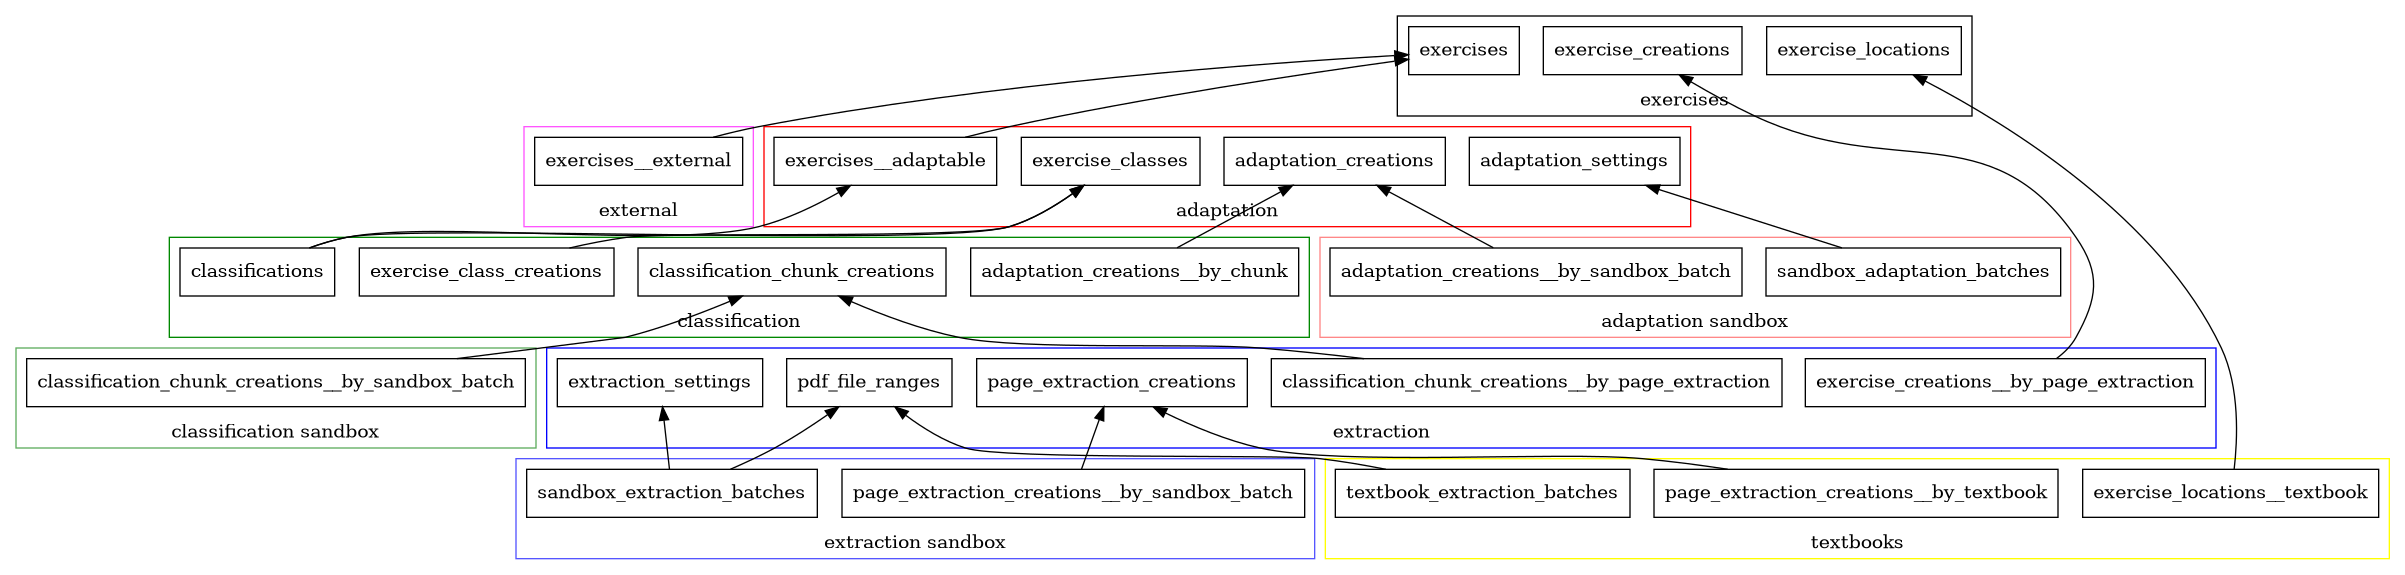 exercises
exercise_creations
exercise_locations
exercises
exercises__external
exercises__adaptable
exercise_classes
adaptation_creations
adaptation_settings
external
adaptation
classifications
exercise_class_creations
classification_chunk_creations
adaptation_creations__by_chunk
adaptation_creations__by_sandbox_batch
sandbox_adaptation_batches
classification
adaptation sandbox
classification_chunk_creations__by_sandbox_batch
extraction_settings
pdf_file_ranges
page_extraction_creations
classification_chunk_creations__by_page_extraction
exercise_creations__by_page_extraction
classification sandbox
extraction
sandbox_extraction_batches
page_extraction_creations__by_sandbox_batch
textbook_extraction_batches
page_extraction_creations__by_textbook
exercise_locations__textbook
extraction sandbox
textbooks